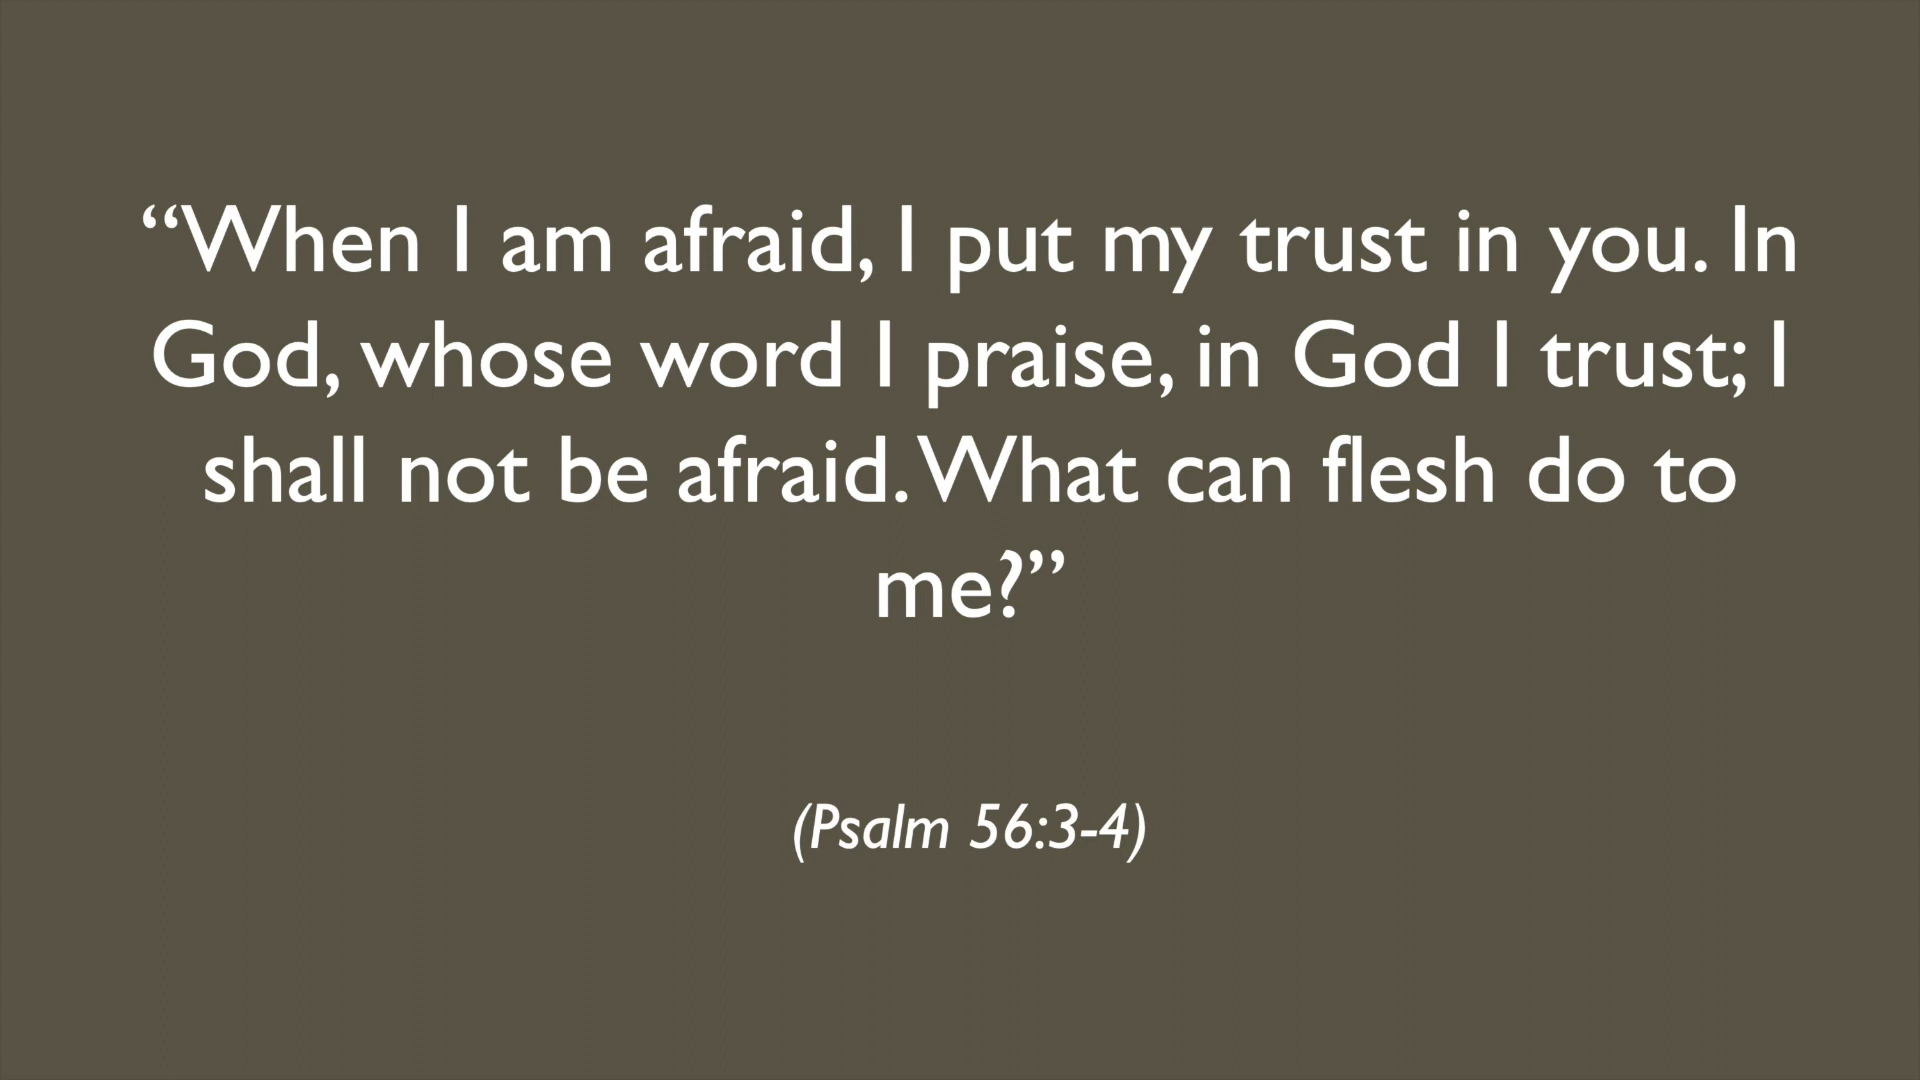 “When I am afraid, I put my trust in you. In
God, whose word I praise, in God I trust; I
shall not be afraid. What can flesh do to
me?”
(Psalm 56:3-4)